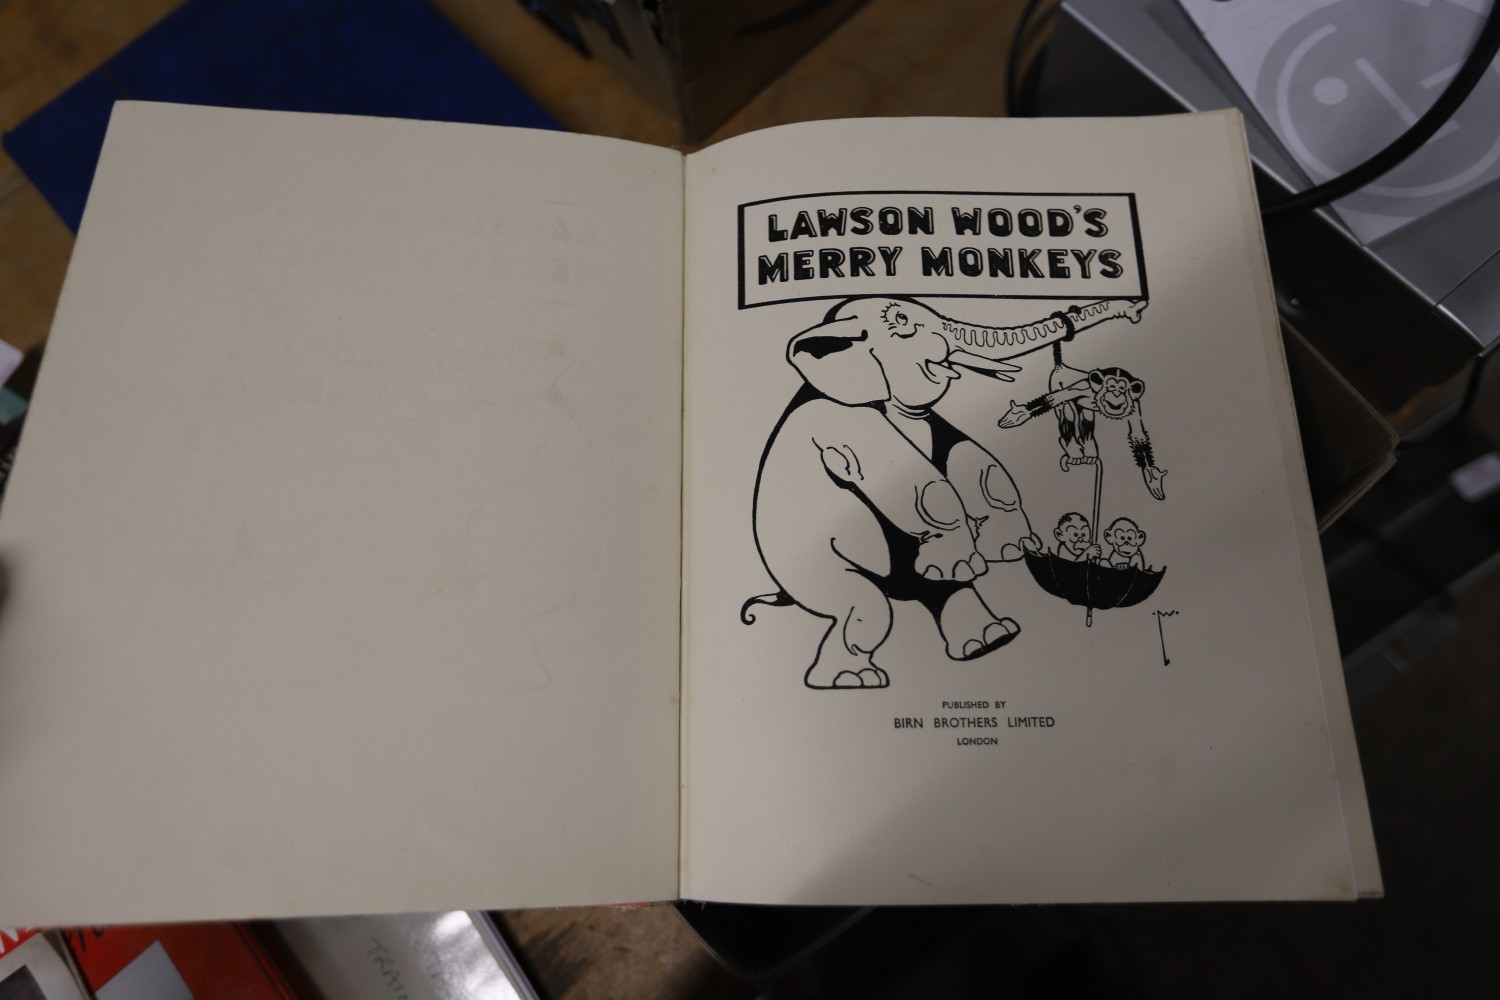 LAWSON WOOD'S
MERRY MONKEYS
PUBLISHED BY
BIRN BROTHERS LIMITED
LONDON